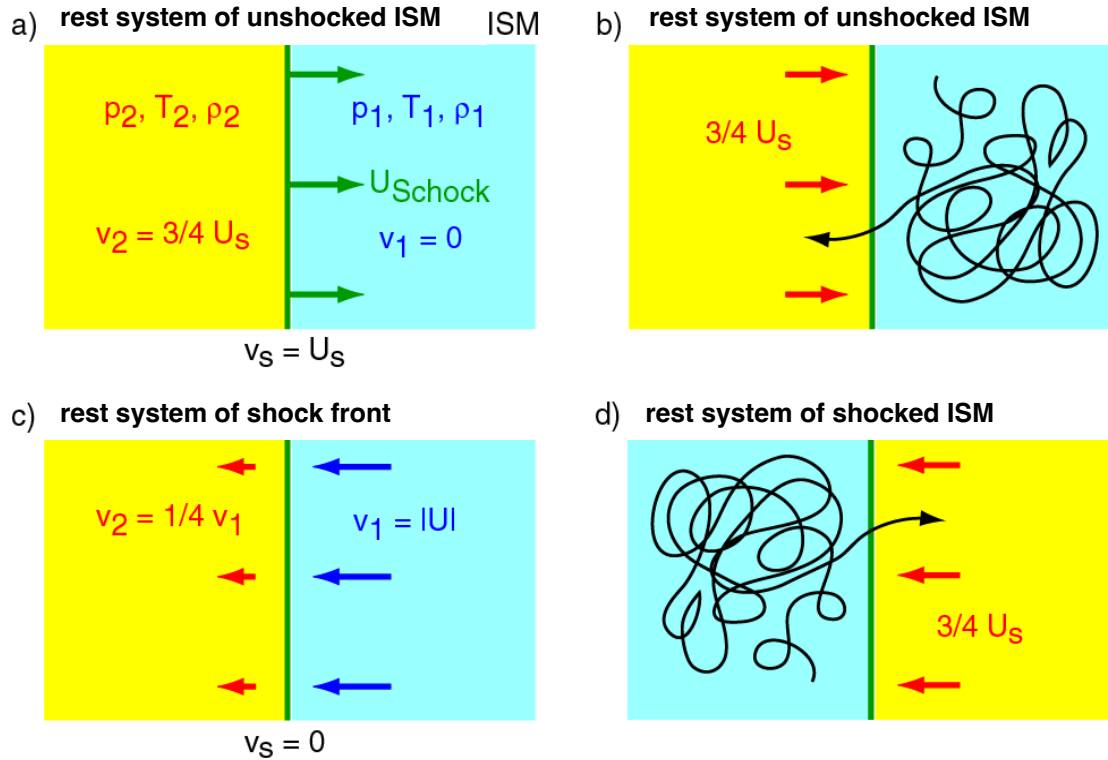 a) rest system of unshocked ISM ISM
p2, T2, ρ2
p1, T1, ρ1
USchock
v2 = 3/4 Us
v1 = 0
vs = Us
b) rest system of unshocked ISM
3/4 Us
c) rest system of shock front
v2 = 1/4 v1
v1 = |U|
vs = 0
d) rest system of shocked ISM
3/4 Us